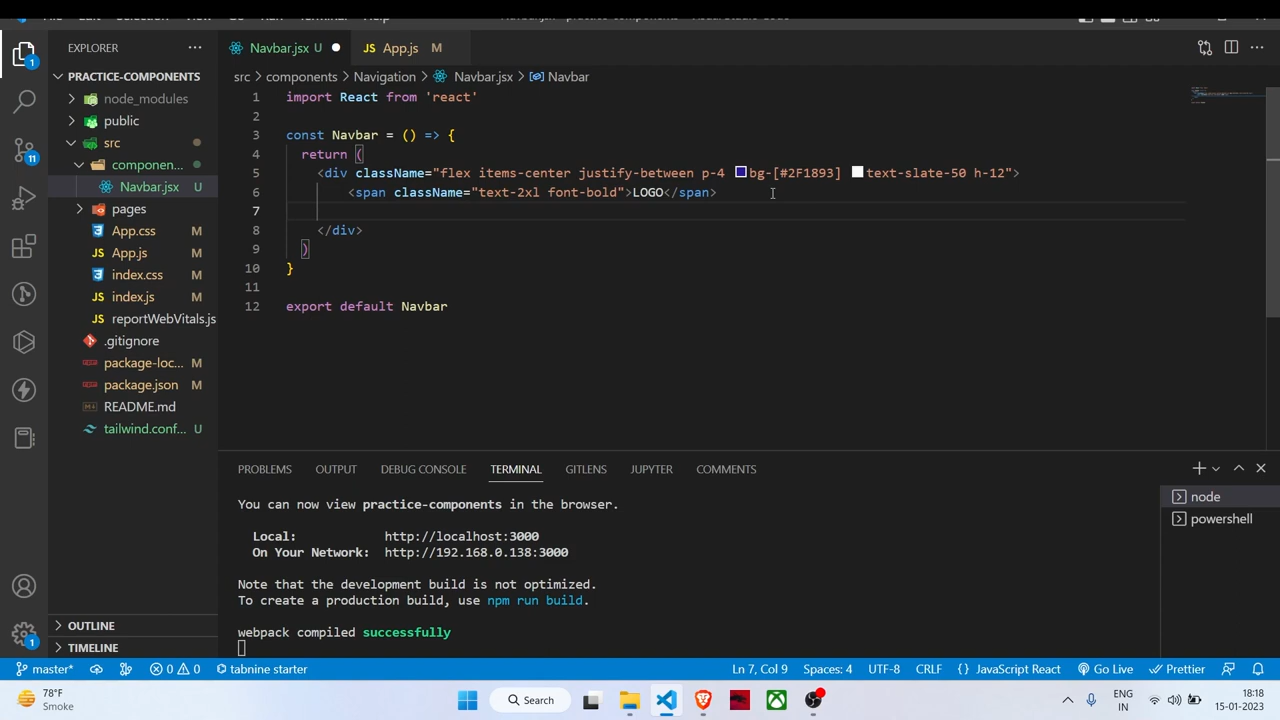 EXPLORER
Navbar.jsx U
App.js M
PRACTICE-COMPONENTS
src > components > Navigation > Navbar.jsx > Navbar
node_modules
public
src
componen...
Navbar.jsx U
pages
App.css M
App.js M
index.css M
index.js M
reportWebVitals.js
.gitignore
package-loc... M
package.json M
README.md
tailwind.conf... U
OUTLINE
TIMELINE
1 import React from 'react'
2
3 const Navbar = () => {
4 return (
5 <div className="flex items-center justify-between p-4 bg-[#2F1893] text-slate-50 h-12">
6 <span className="text-2xl font-bold">LOGO</span>
7
8 </div>
9 )
10 }
11
12 export default Navbar
PROBLEMS OUTPUT DEBUG CONSOLE TERMINAL GITLENS JUPYTER COMMENTS
You can now view practice-components in the browser.
Local: http://localhost:3000
On Your Network: http://192.168.0.138:3000
Note that the development build is not optimized.
To create a production build, use npm run build.
webpack compiled successfully
node
powershell
1
11
1
master* 0 0 tabnine starter Ln 7, Col 9 Spaces: 4 UTF-8 CRLF {} JavaScript React Go Live Prettier
78°F
Smoke
Search
ENG
IN
18:18
15-01-2023